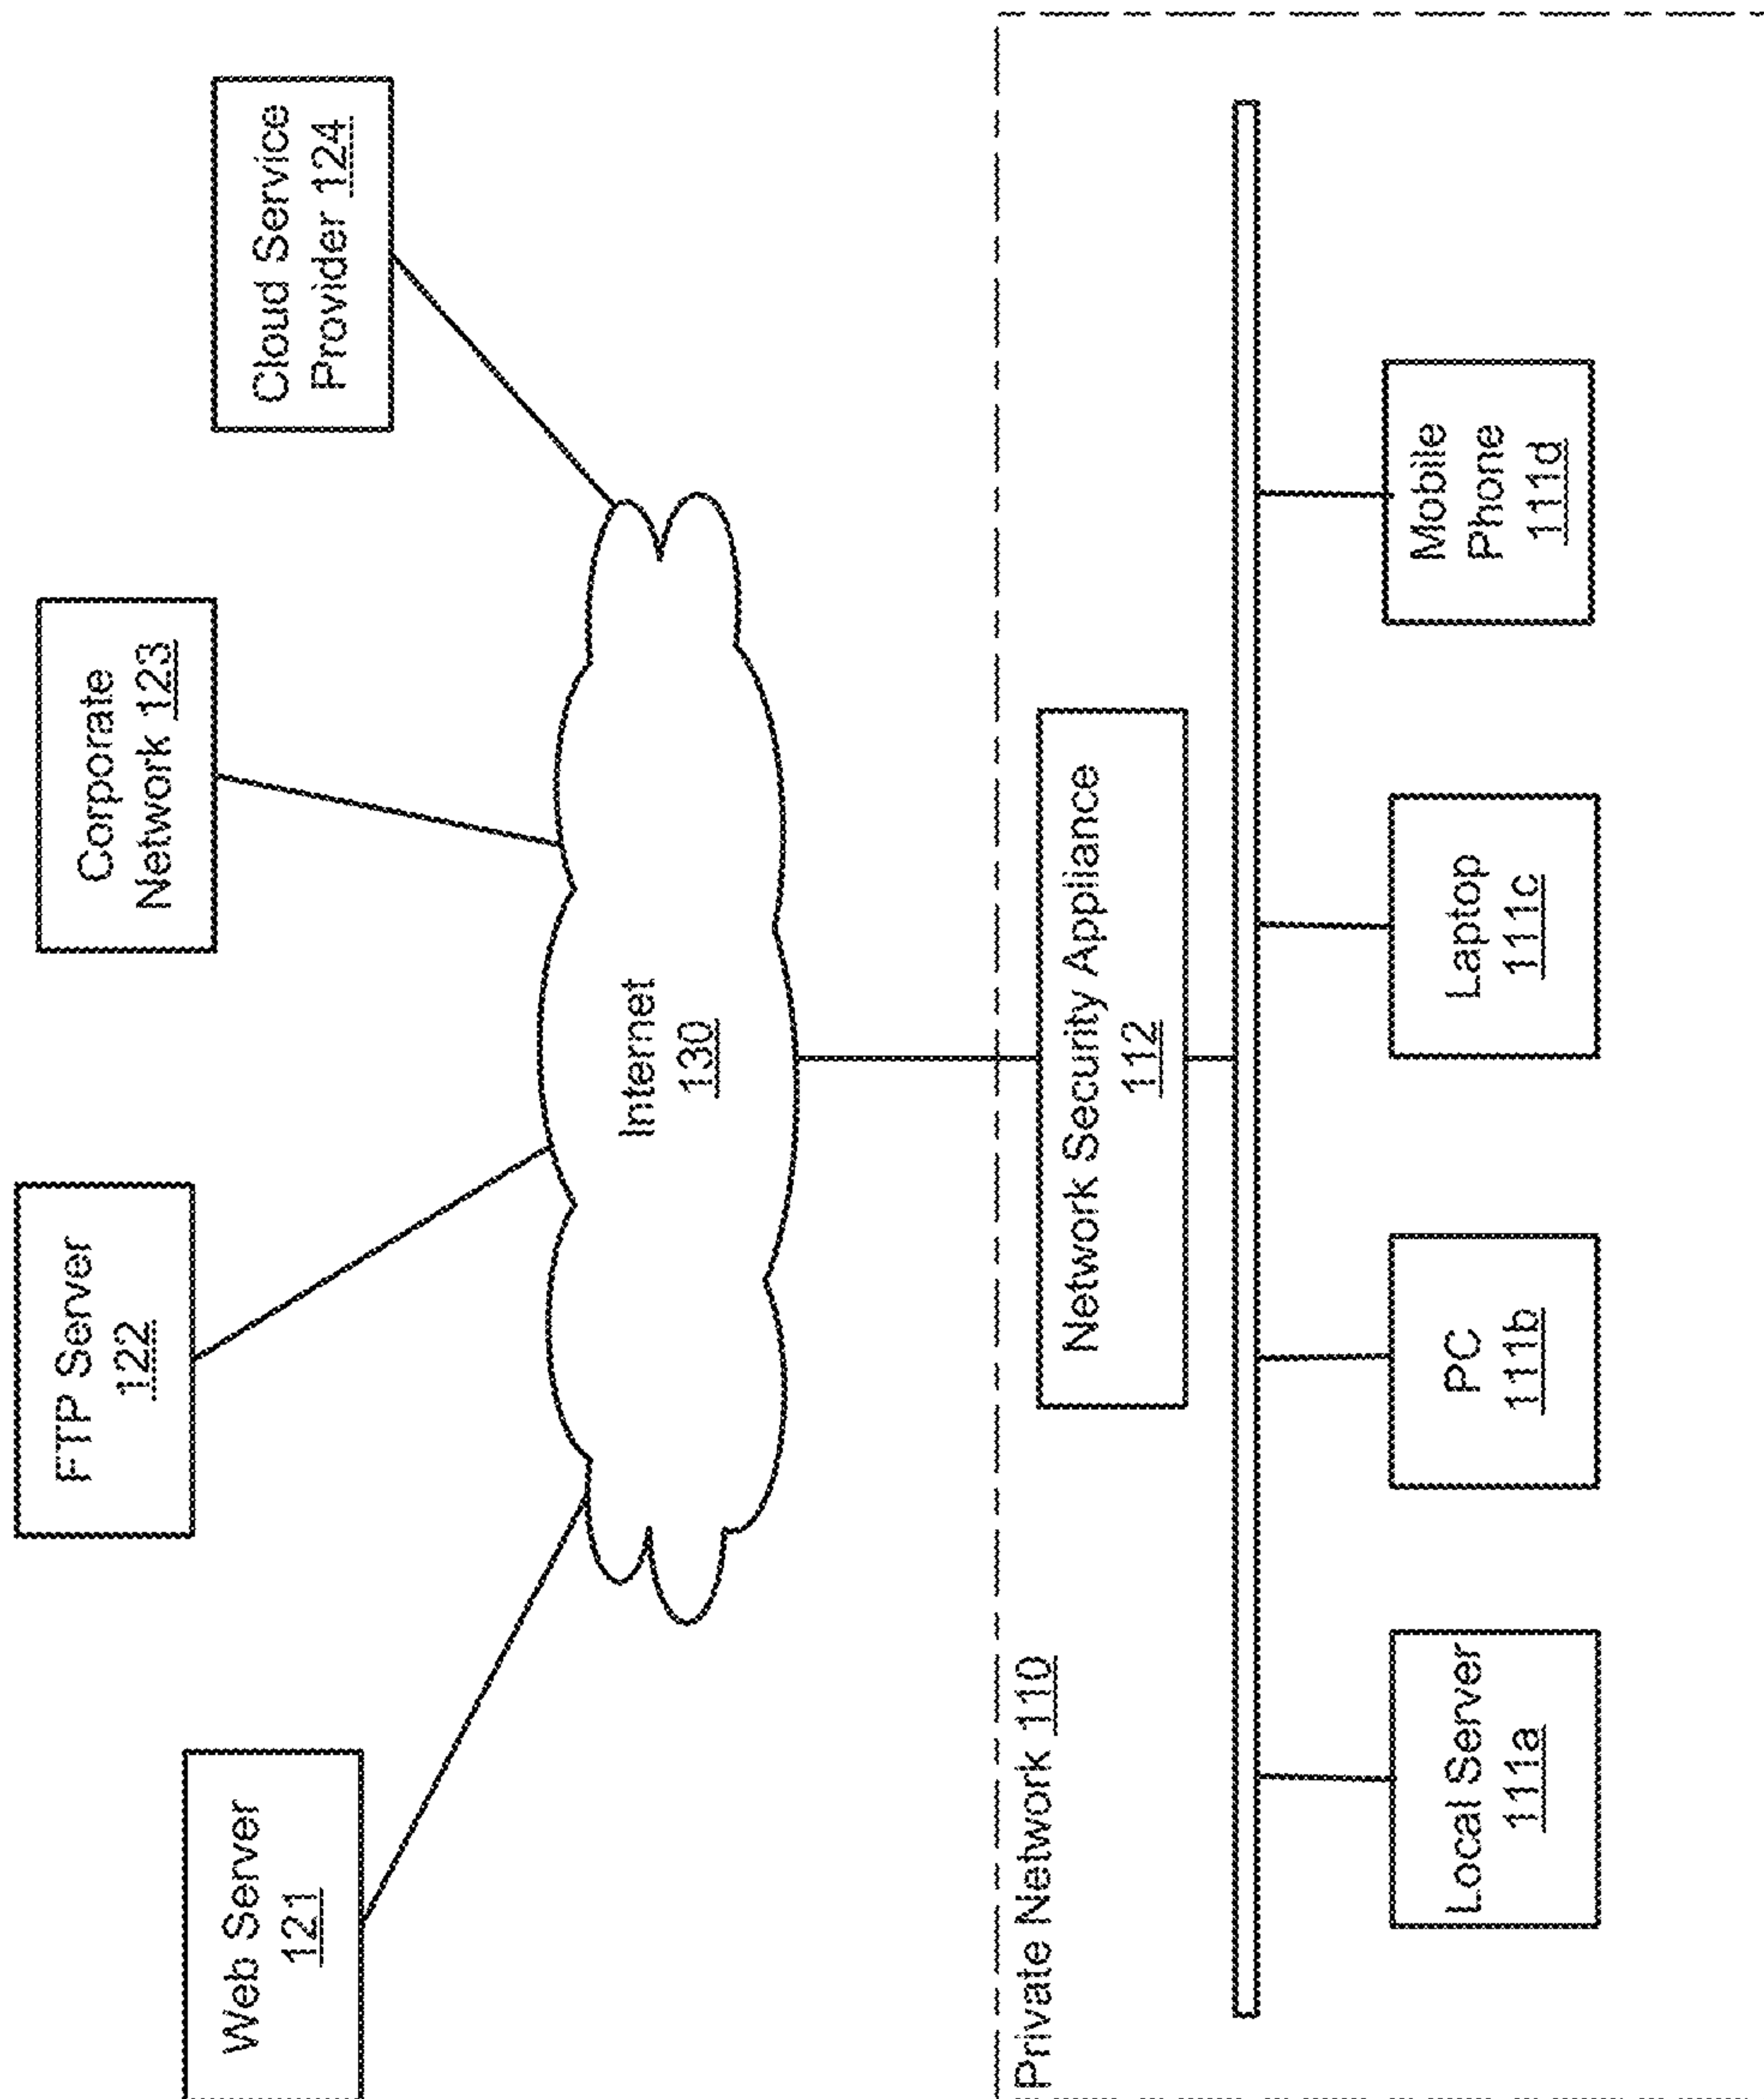 Web Server
121
FTP Server
122
Corporate
Network 123
Cloud Service
Provider 124
Internet
130
Private Network 110
Network Security Appliance
112
Local Server
111a
PC
111b
Laptop
111c
Mobile
Phone
111d